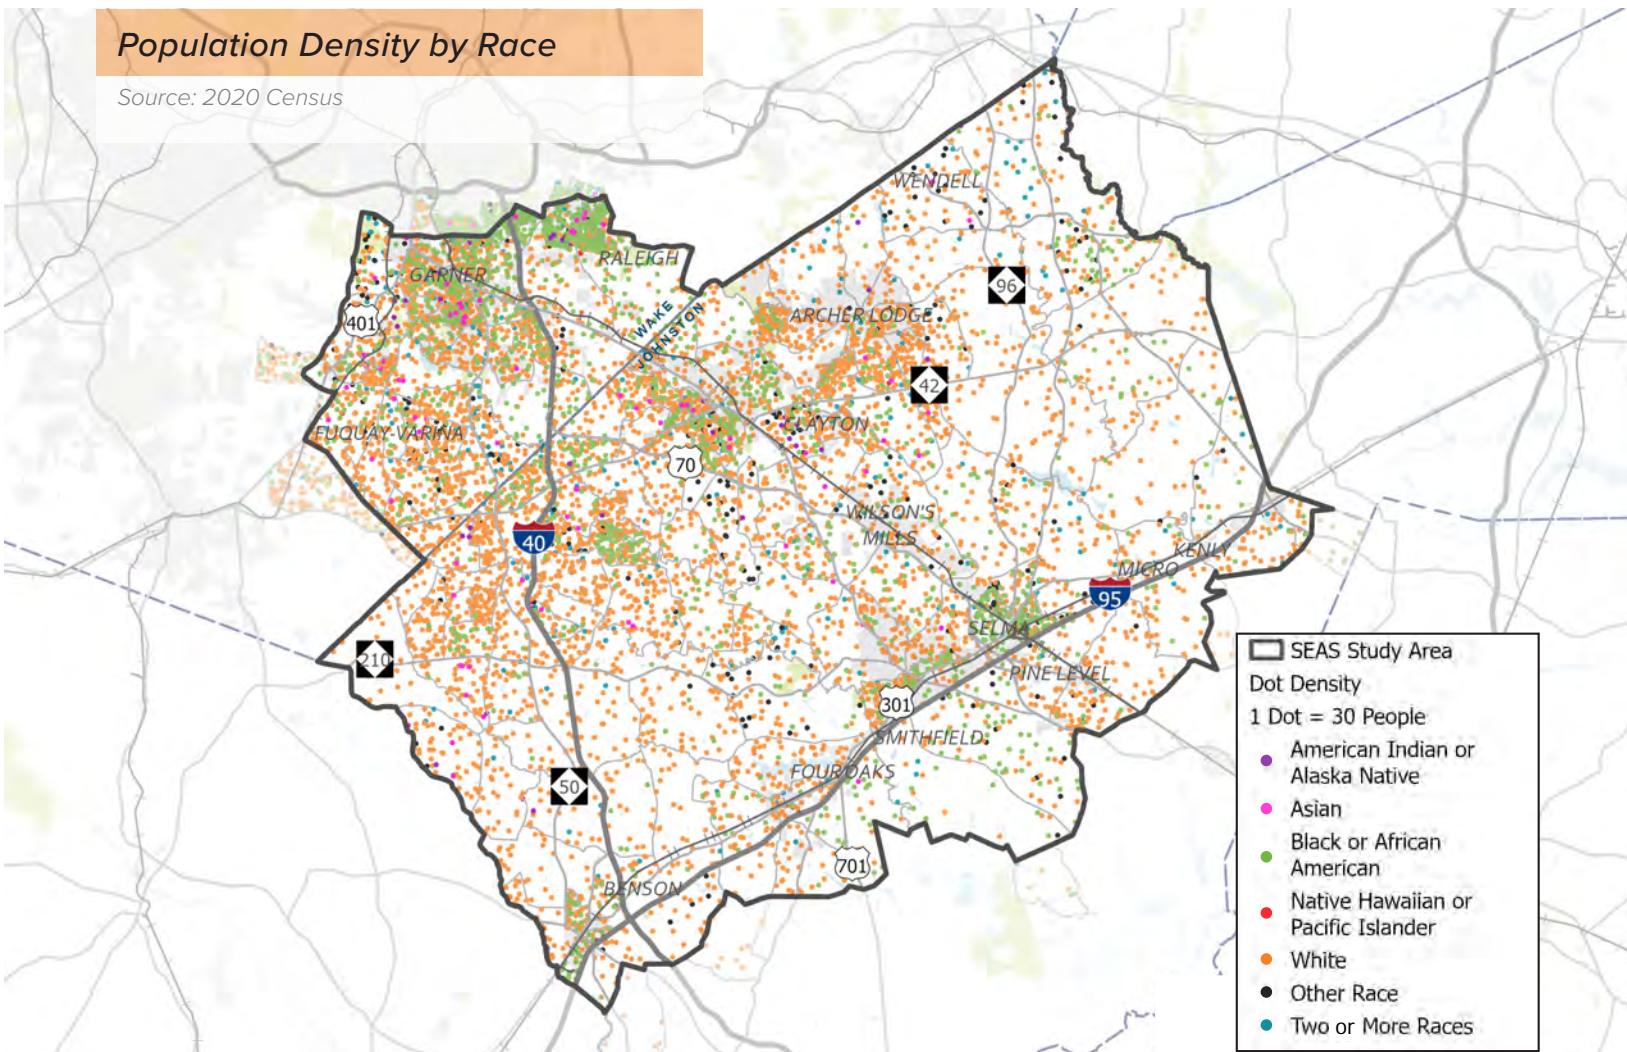 Population Density by Race
Source: 2020 Census
WENDELL
RALEIGH
GARNER
96
WAKE
JOHNSTON
ARCHER LODGE
401
42
CLAYTON
FUQUAY-VARINA
70
WILSON'S
MILLS
40
KENLY
MICRO
95
SELMA
210
PINE LEVEL
301
SMITHFIELD
FOUR OAKS
50
701
BENSON
SEAS Study Area
Dot Density
1 Dot = 30 People
American Indian or
Alaska Native
Asian
Black or African
American
Native Hawaiian or
Pacific Islander
White
Other Race
Two or More Races